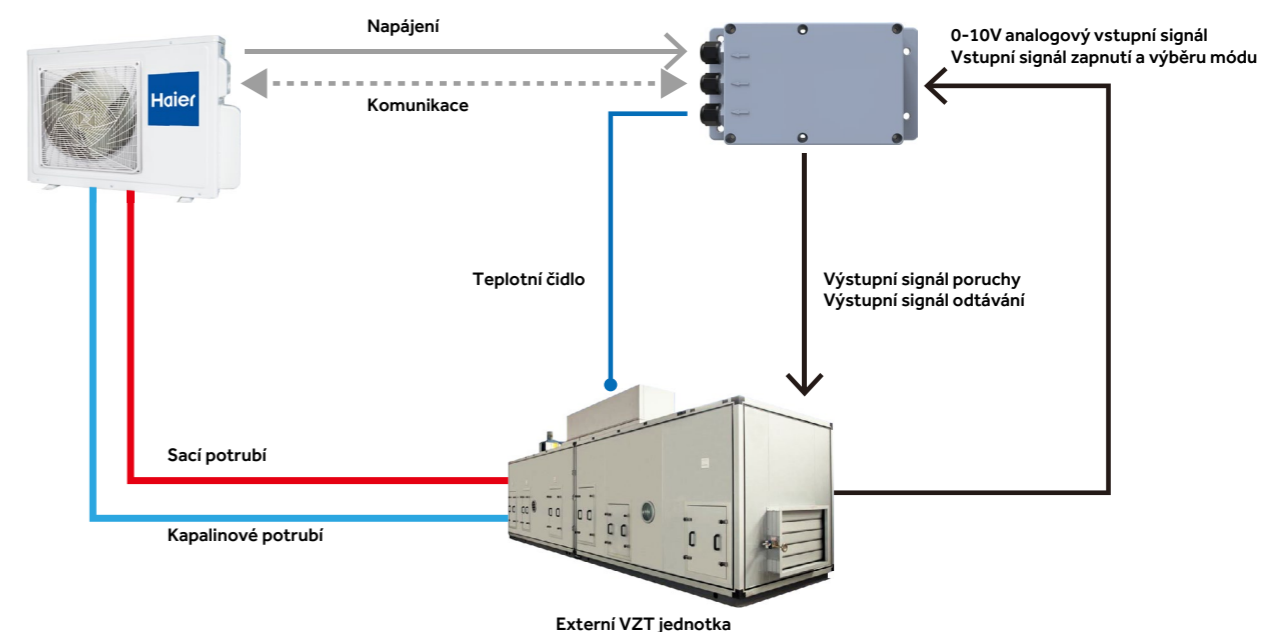 Napájení
0-10V analogový vstupní signál
Vstupní signál zapnutí a výběru módu
Haier
Komunikace
Teplotní čidlo
Výstupní signál poruchy
Výstupní signál odtávání
Sací potrubí
Kapalinové potrubí
Externí VZT jednotka